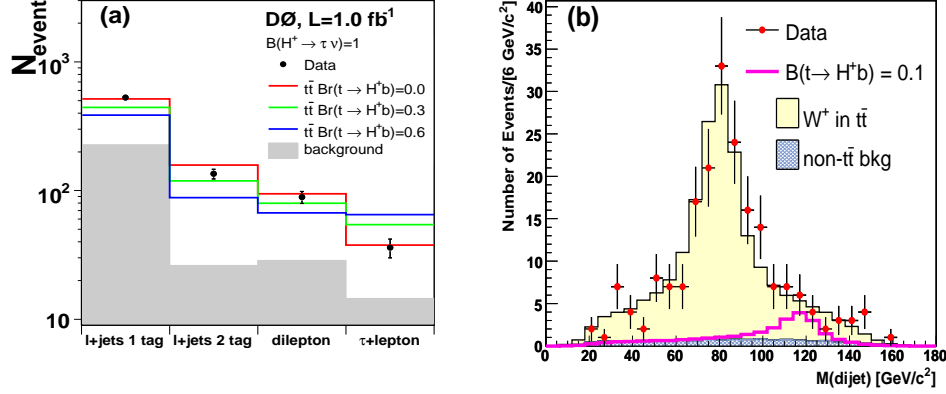 (a)
DØ, L=1.0 fb⁻¹
B(H⁺ → τ ν)=1
Data
tt̄ Br(t → H⁺b)=0.0
tt̄ Br(t → H⁺b)=0.3
tt̄ Br(t → H⁺b)=0.6
background
N_event
10³
10²
10
l+jets 1 tag
l+jets 2 tag
dilepton
τ+lepton
(b)
Data
B(t→ H⁺b) = 0.1
W⁺ in tt̄
non-tt̄ bkg
Number of Events/[6 GeV/c²]
40
35
30
25
20
15
10
5
0
0 20 40 60 80 100 120 140 160 180
M(dijet) [GeV/c²]